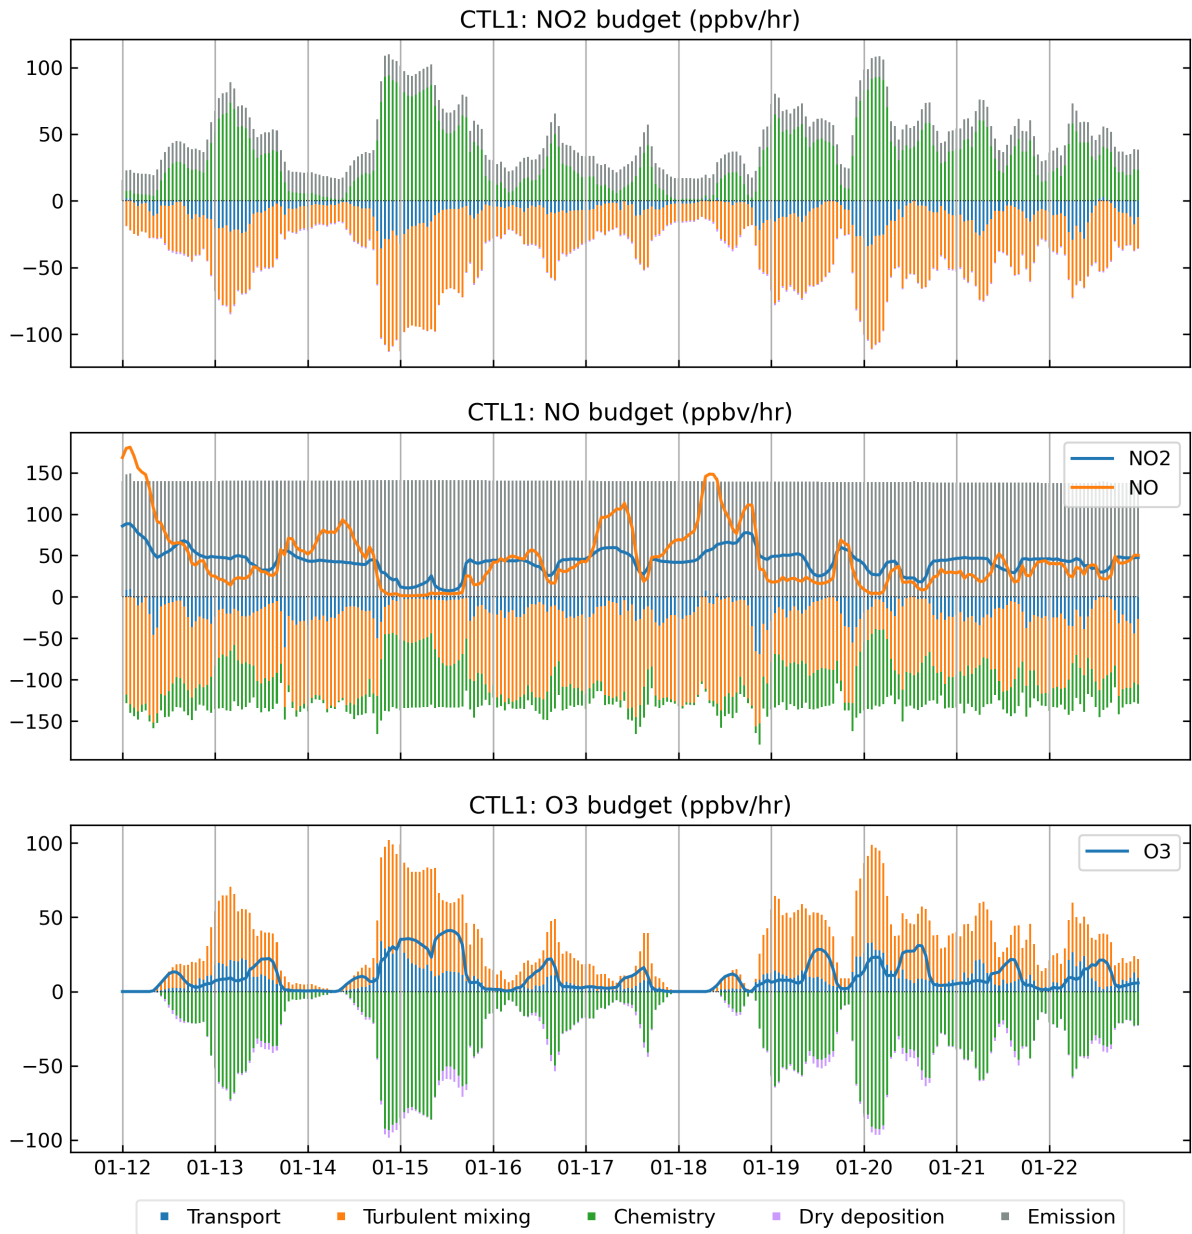 CTL1: NO2 budget (ppbv/hr)
100
50
0
−50
−100
CTL1: NO budget (ppbv/hr)
150
100
50
0
−50
−100
−150
NO2
NO
CTL1: O3 budget (ppbv/hr)
100
50
0
−50
−100
O3
01-12 01-13 01-14 01-15 01-16 01-17 01-18 01-19 01-20 01-21 01-22
Transport Turbulent mixing Chemistry Dry deposition Emission